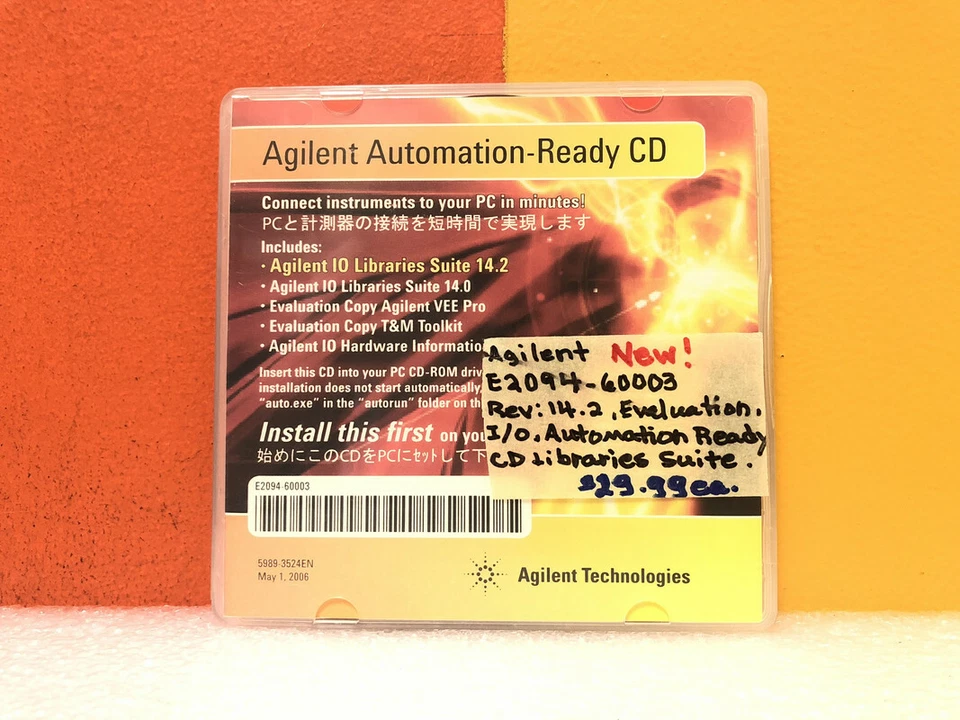 Agilent Automation-Ready CD
Connect instruments to your PC in minutes!
PCと計測器の接続を短時間で実現します
Includes:
· Agilent IO Libraries Suite 14.2
· Agilent IO Libraries Suite 14.0
· Evaluation Copy Agilent VEE Pro
· Evaluation Copy T&M Toolkit
· Agilent IO Hardware Informatio
Insert this CD into your PC CD-ROM driv
installation does not start automatically,
"auto.exe" in the "autorun" folder on th
Install this first on you
始めにこのCDをPCにｾｯﾄして下
Agilent New!
E2094-60003
Rev: 14.2, Evaluation,
I/O, Automation Ready
CD Libraries Suite.
$29.99ea.
E2094-60003
5989-3524EN
May 1, 2006
Agilent Technologies